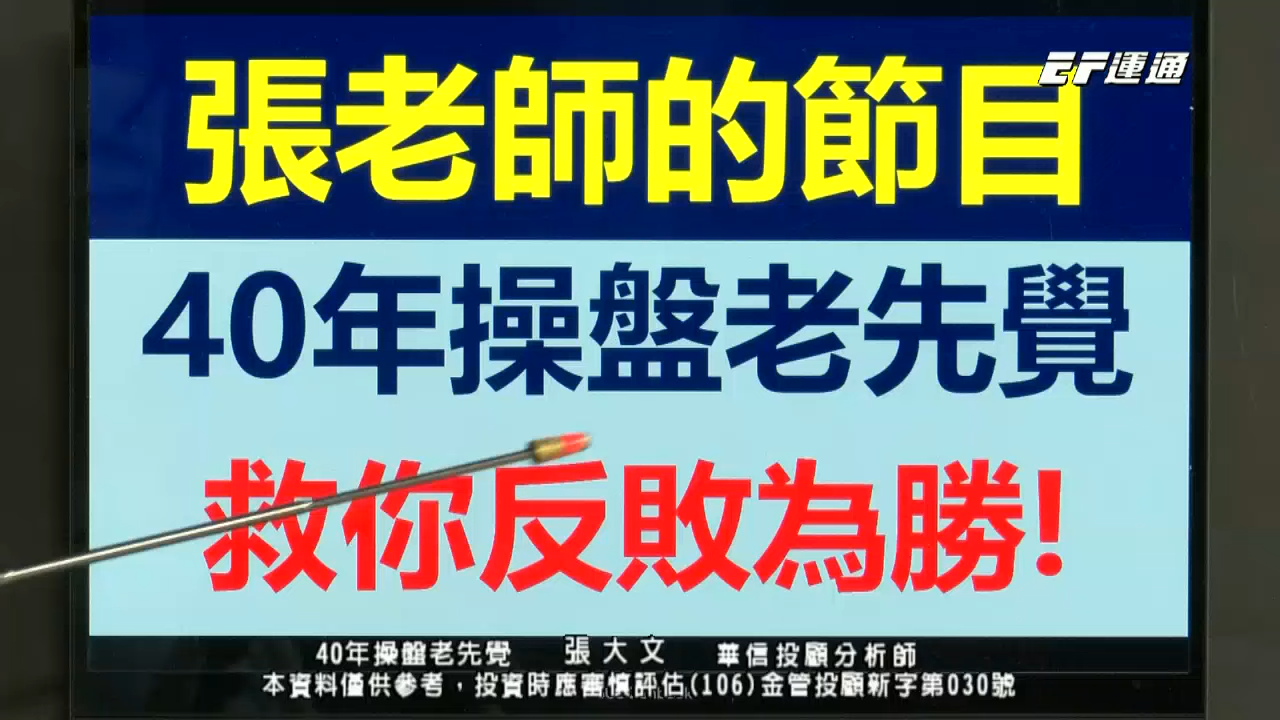 EF運通
張老師的節目
40年操盤老先覺
救你反敗為勝!
40年操盤老先覺 張大文 華信投顧分析師
本資料僅供參考，投資時應審慎評估(106)金管投顧新字第030號